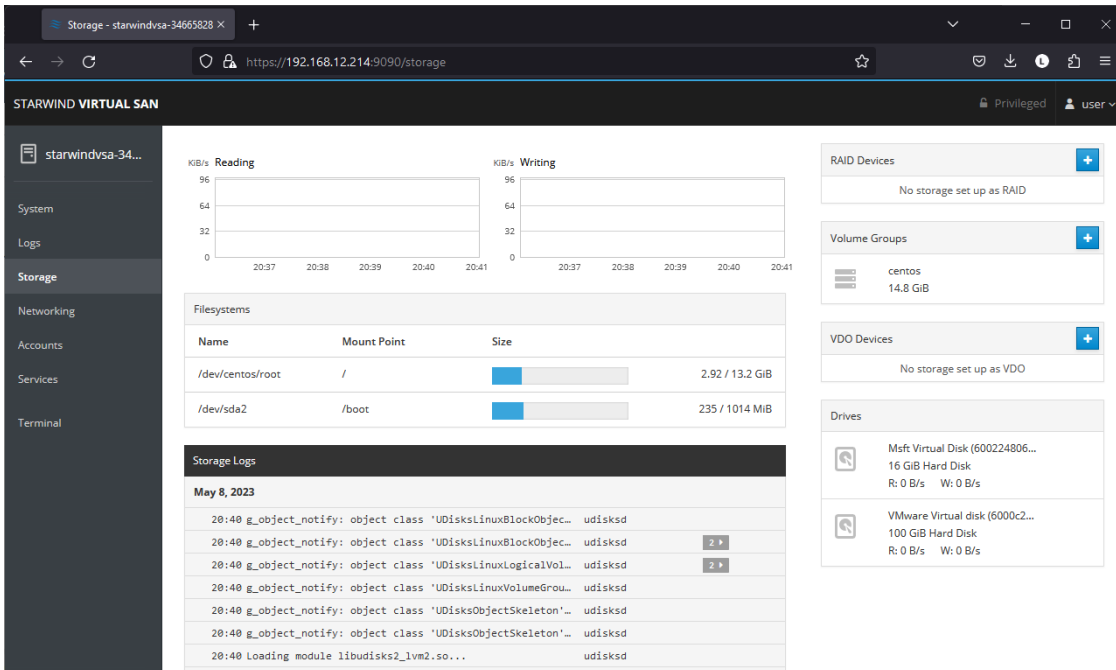 Storage - starwindvsa-34665828
https://192.168.12.214:9090/storage
L
STARWIND VIRTUAL SAN
Privileged
user
starwindvsa-34...
System
Logs
Storage
Networking
Accounts
Services
Terminal
KiB/s Reading
96
64
32
0
20:37 20:38 20:39 20:40 20:41
KiB/s Writing
96
64
32
0
20:37 20:38 20:39 20:40 20:41
Filesystems
Name Mount Point Size
/dev/centos/root / 2.92 / 13.2 GiB
/dev/sda2 /boot 235 / 1014 MiB
Storage Logs
May 8, 2023
20:40 g_object_notify: object class 'UDisksLinuxBlockObjec… udisksd
20:40 g_object_notify: object class 'UDisksLinuxBlockObjec… udisksd 2
20:40 g_object_notify: object class 'UDisksLinuxLogicalVol… udisksd 2
20:40 g_object_notify: object class 'UDisksLinuxVolumeGrou… udisksd
20:40 g_object_notify: object class 'UDisksObjectSkeleton'… udisksd
20:40 g_object_notify: object class 'UDisksObjectSkeleton'… udisksd
20:40 Loading module libudisks2_lvm2.so... udisksd
RAID Devices
No storage set up as RAID
Volume Groups
centos
14.8 GiB
VDO Devices
No storage set up as VDO
Drives
Msft Virtual Disk (600224806...
16 GiB Hard Disk
R: 0 B/s W: 0 B/s
VMware Virtual disk (6000c2...
100 GiB Hard Disk
R: 0 B/s W: 0 B/s